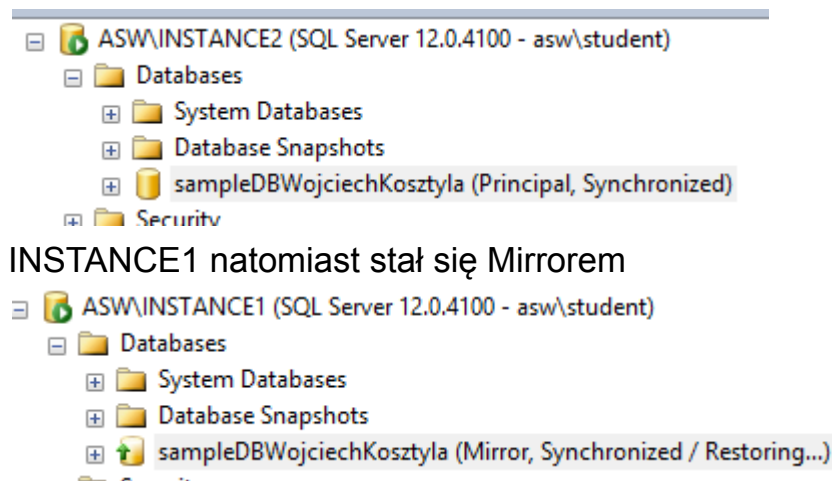 ASW\INSTANCE2 (SQL Server 12.0.4100 - asw\student)
Databases
System Databases
Database Snapshots
sampleDBWojciechKosztyla (Principal, Synchronized)
Security
INSTANCE1 natomiast stał się Mirrorem
ASW\INSTANCE1 (SQL Server 12.0.4100 - asw\student)
Databases
System Databases
Database Snapshots
sampleDBWojciechKosztyla (Mirror, Synchronized / Restoring...)